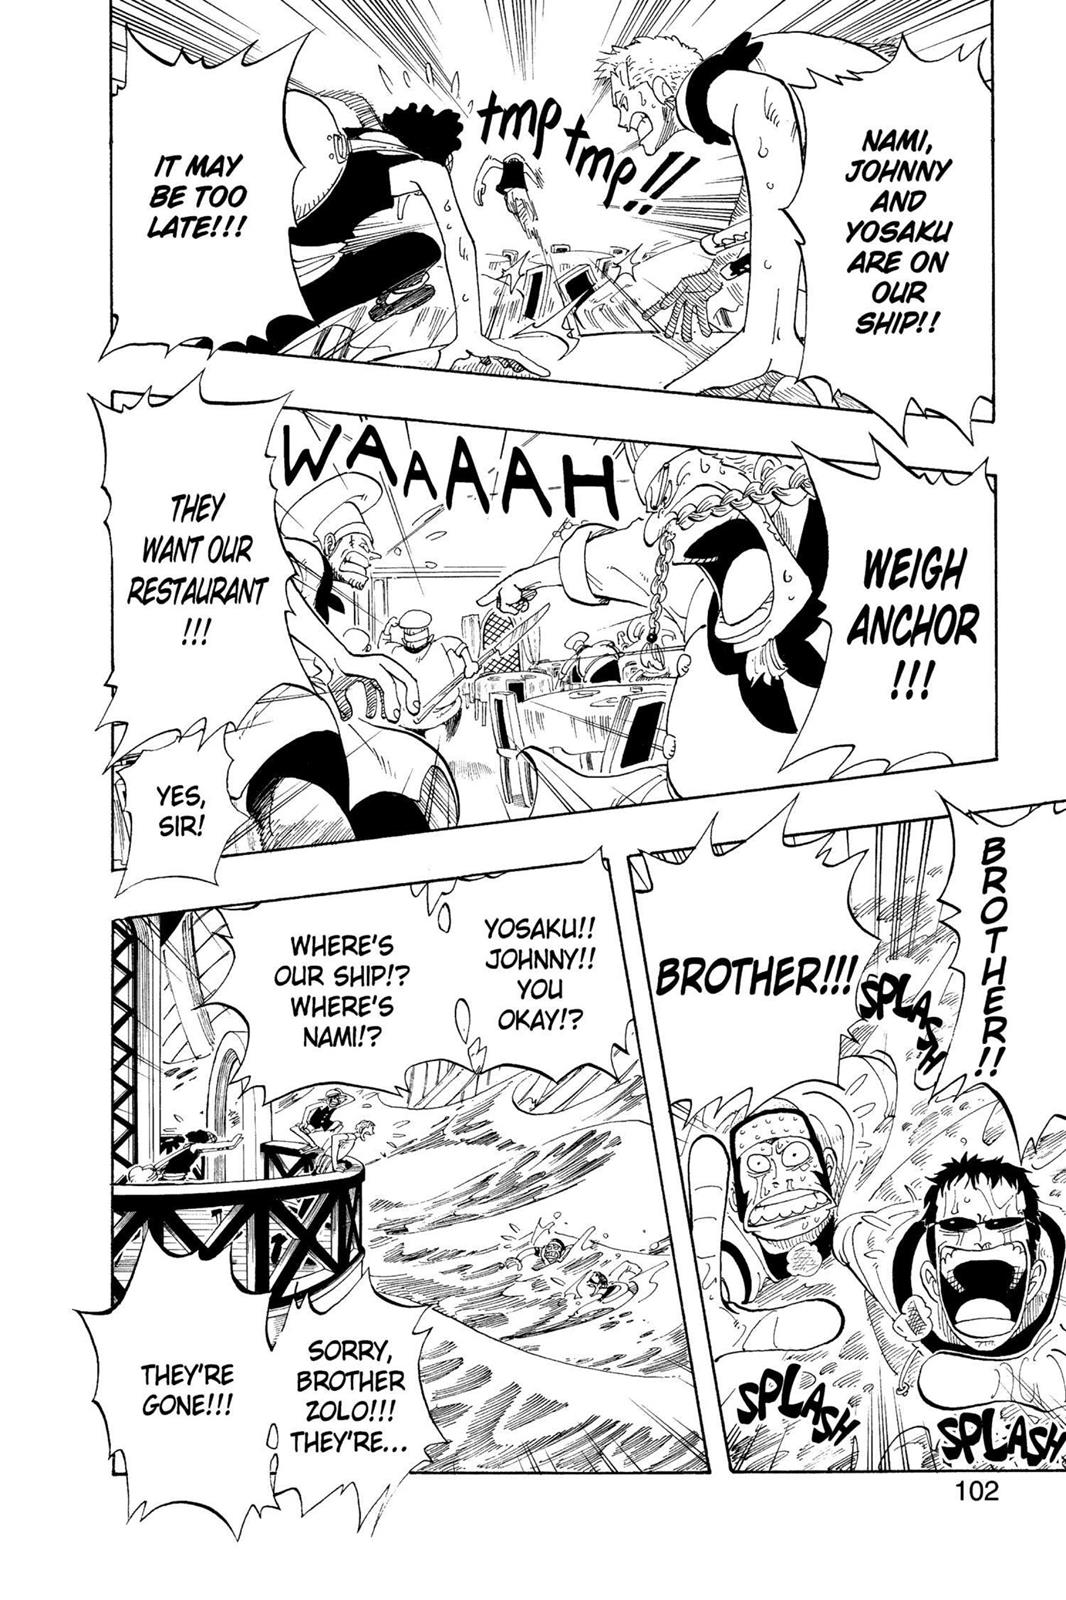 NAMI,
JOHNNY
AND
YOSAKU
ARE ON
OUR
SHIP!!
tmp tmp!!
IT MAY
BE TOO
LATE!!!
WEIGH
ANCHOR
!!!
WAAAAAH
THEY
WANT OUR
RESTAURANT
!!!
YES,
SIR!
BROTHER!!
SPLASH
BROTHER!!!
SPLASH
SPLASH
YOSAKU!!
JOHNNY!!
YOU
OKAY!?
WHERE'S
OUR SHIP!?
WHERE'S
NAMI!?
SORRY,
BROTHER
ZOLO!!!
THEY'RE...
THEY'RE
GONE!!!
102